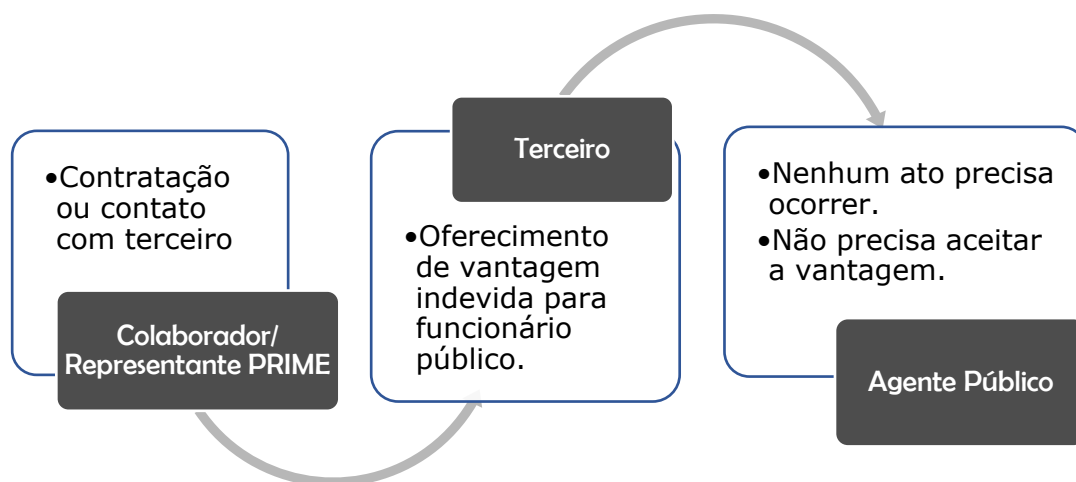 •Contratação
ou contato
com terceiro
Colaborador/
Representante PRIME
Terceiro
•Oferecimento
de vantagem
indevida para
funcionário
público.
•Nenhum ato precisa
ocorrer.
•Não precisa aceitar
a vantagem.
Agente Público